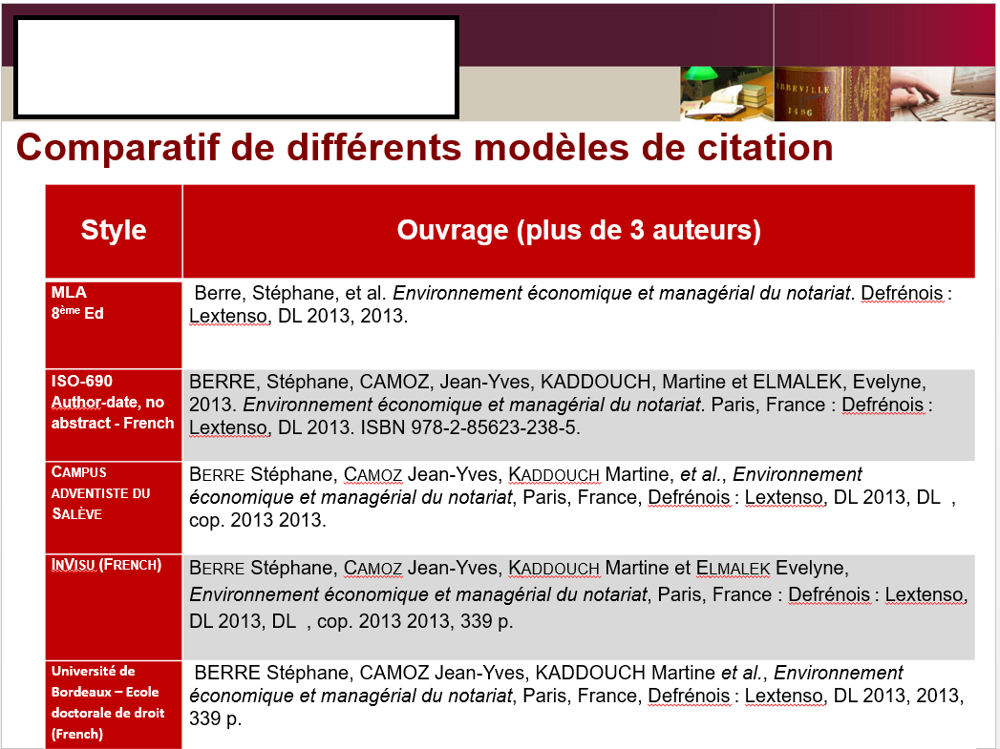 ABBEVILLE
1486
Comparatif de différents modèles de citation
Style
Ouvrage (plus de 3 auteurs)
MLA
8ème Ed
Berre, Stéphane, et al. Environnement économique et managérial du notariat. Defrénois :
Lextenso, DL 2013, 2013.
ISO-690
Author-date, no
abstract - French
BERRE, Stéphane, CAMOZ, Jean-Yves, KADDOUCH, Martine et ELMALEK, Evelyne,
2013. Environnement économique et managérial du notariat. Paris, France : Defrénois :
Lextenso, DL 2013. ISBN 978-2-85623-238-5.
CAMPUS
ADVENTISTE DU
SALÈVE
BERRE Stéphane, CAMOZ Jean-Yves, KADDOUCH Martine, et al., Environnement
économique et managérial du notariat, Paris, France, Defrénois : Lextenso, DL 2013, DL  ,
cop. 2013 2013.
INVISU (FRENCH)
BERRE Stéphane, CAMOZ Jean-Yves, KADDOUCH Martine et ELMALEK Evelyne,
Environnement économique et managérial du notariat, Paris, France : Defrénois : Lextenso,
DL 2013, DL  , cop. 2013 2013, 339 p.
Université de
Bordeaux – Ecole
doctorale de droit
(French)
BERRE Stéphane, CAMOZ Jean-Yves, KADDOUCH Martine et al., Environnement
économique et managérial du notariat, Paris, France, Defrénois : Lextenso, DL 2013, 2013,
339 p.